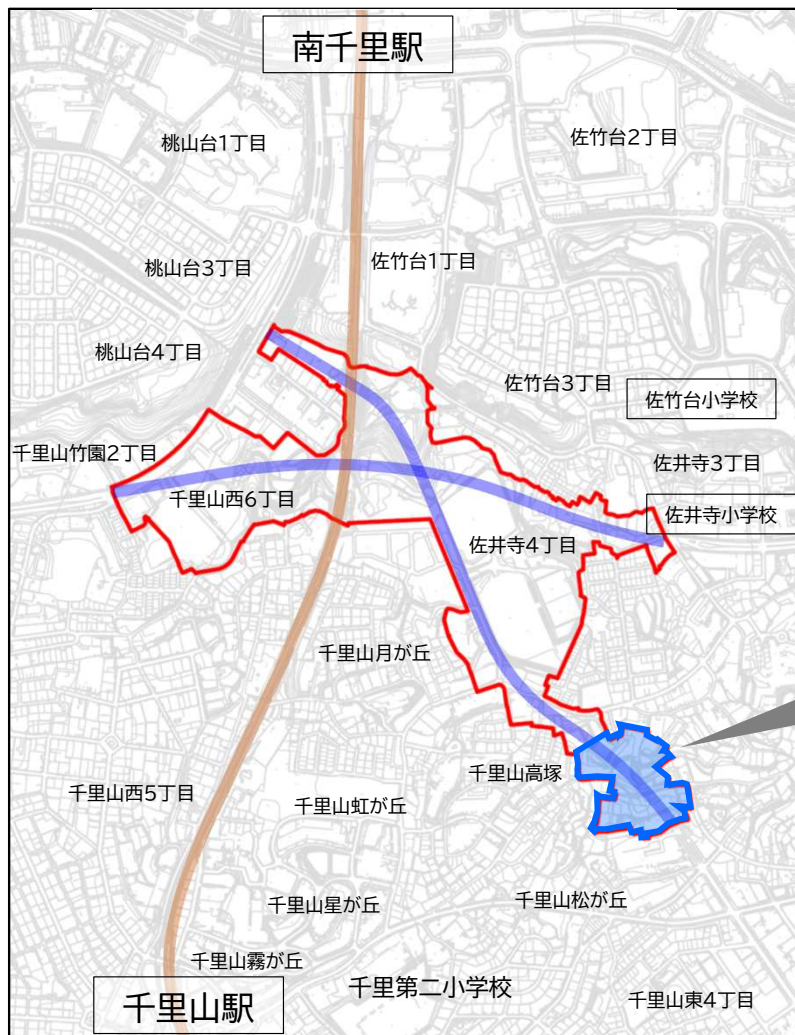 南千里駅
桃山台1丁目
佐竹台2丁目
桃山台3丁目
佐竹台1丁目
桃山台4丁目
佐竹台3丁目
佐竹台小学校
千里山竹園2丁目
佐井寺3丁目
千里山西6丁目
佐井寺小学校
佐井寺4丁目
千里山月が丘
千里山高塚
千里山西5丁目
千里山虹が丘
千里山星が丘
千里山松が丘
千里山霧が丘
千里第二小学校
千里山駅
千里山東4丁目